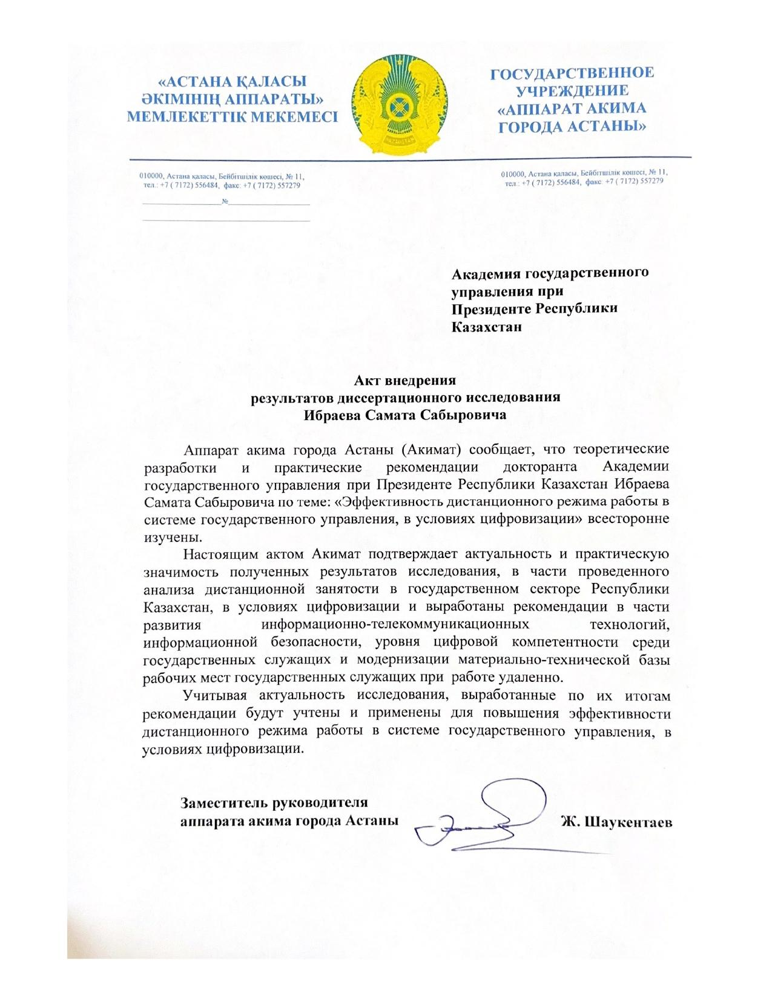 «АСТАНА ҚАЛАСЫ
ӘКІМІНІҢ АППАРАТЫ»
МЕМЛЕКЕТТІК МЕКЕМЕСІ
ГОСУДАРСТВЕННОЕ
УЧРЕЖДЕНИЕ
«АППАРАТ АКИМА
ГОРОДА АСТАНЫ»
010000, Астана қаласы, Бейбітшілік көшесі, № 11,
тел.: +7 ( 7172) 556484, факс: +7 ( 7172) 557279
№
010000, Астана қаласы, Бейбітшілік көшесі, № 11,
тел.: +7 ( 7172) 556484, факс: +7 ( 7172) 557279
Академия государственного
управления при
Президенте Республики
Казахстан
Акт внедрения
результатов диссертационного исследования
Ибраева Самата Сабыровича
Аппарат акима города Астаны (Акимат) сообщает, что теоретические
разработки и практические рекомендации докторанта Академии
государственного управления при Президенте Республики Казахстан Ибраева
Самата Сабыровича по теме: «Эффективность дистанционного режима работы в
системе государственного управления, в условиях цифровизации» всесторонне
изучены.
Настоящим актом Акимат подтверждает актуальность и практическую
значимость полученных результатов исследования, в части проведенного
анализа дистанционной занятости в государственном секторе Республики
Казахстан, в условиях цифровизации и выработаны рекомендации в части
развития информационно-телекоммуникационных технологий,
информационной безопасности, уровня цифровой компетентности среди
государственных служащих и модернизации материально-технической базы
рабочих мест государственных служащих при работе удаленно.
Учитывая актуальность исследования, выработанные по их итогам
рекомендации будут учтены и применены для повышения эффективности
дистанционного режима работы в системе государственного управления, в
условиях цифровизации.
Заместитель руководителя
аппарата акима города Астаны
Ж. Шаукентаев